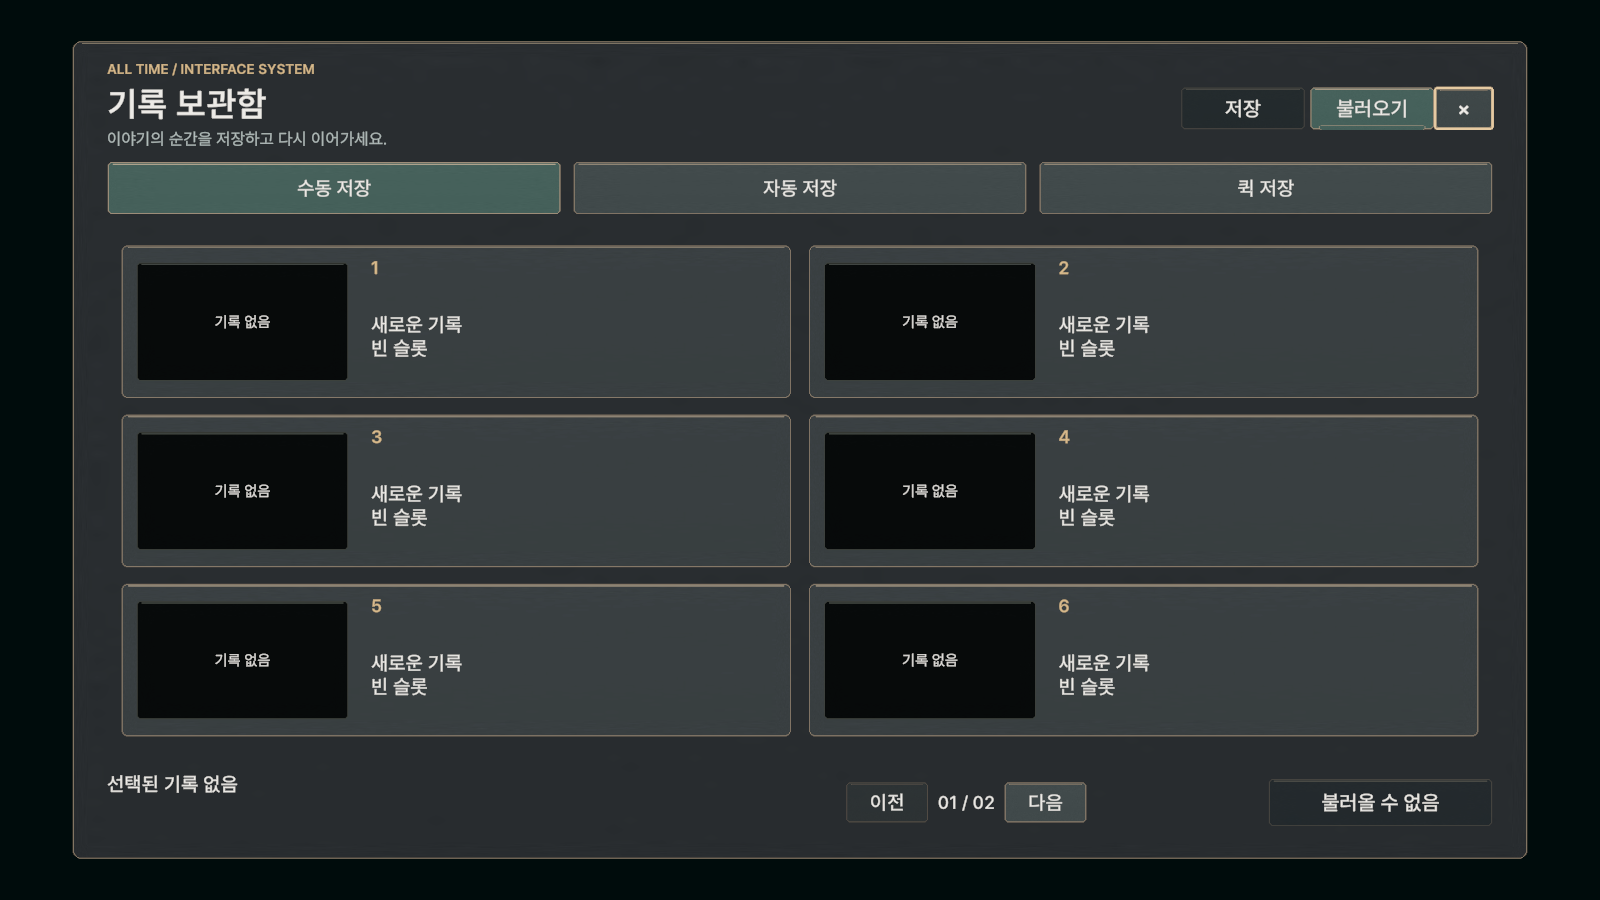 ALL TIME / INTERFACE SYSTEM
기록 보관함
이야기의 순간을 저장하고 다시 이어가세요.
저장
불러오기
×
수동 저장
자동 저장
퀵 저장
1
기록 없음
새로운 기록
빈 슬롯
2
기록 없음
새로운 기록
빈 슬롯
3
기록 없음
새로운 기록
빈 슬롯
4
기록 없음
새로운 기록
빈 슬롯
5
기록 없음
새로운 기록
빈 슬롯
6
기록 없음
새로운 기록
빈 슬롯
선택된 기록 없음
이전
01 / 02
다음
불러올 수 없음